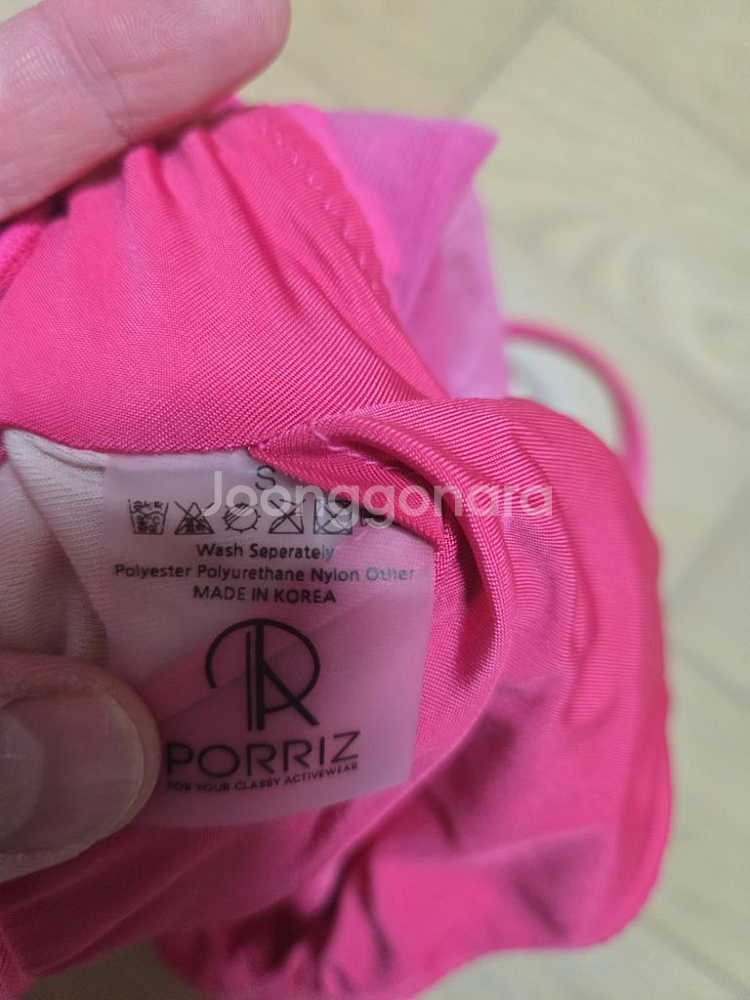 S
Joonggonara
Wash Seperately
Polyester Polyurethane Nylon Other
MADE IN KOREA
PORRIZ
FOR YOUR CLASSY ACTIVEWEAR